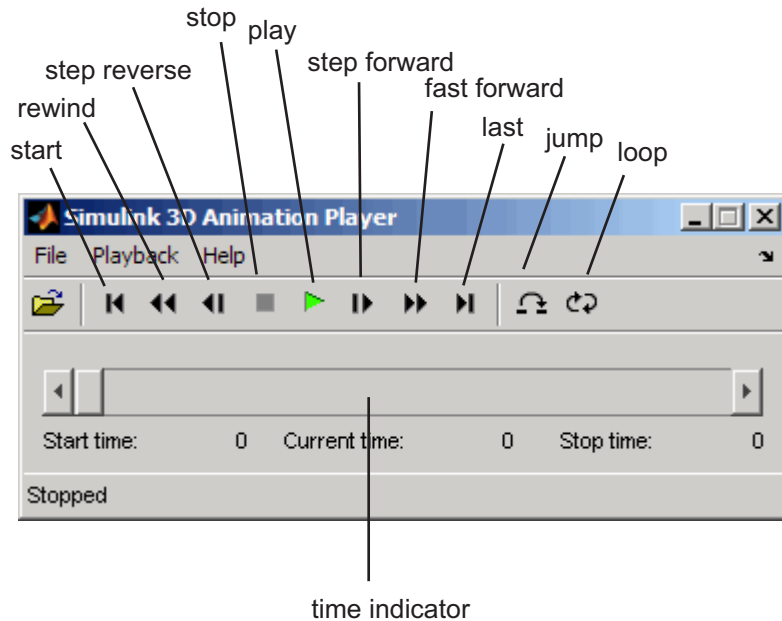 stop
play
step reverse
step forward
rewind
fast forward
start
last
jump
loop
Simulink 3D Animation Player
File Playback Help
Start time: 0 Current time: 0 Stop time: 0
Stopped
time indicator